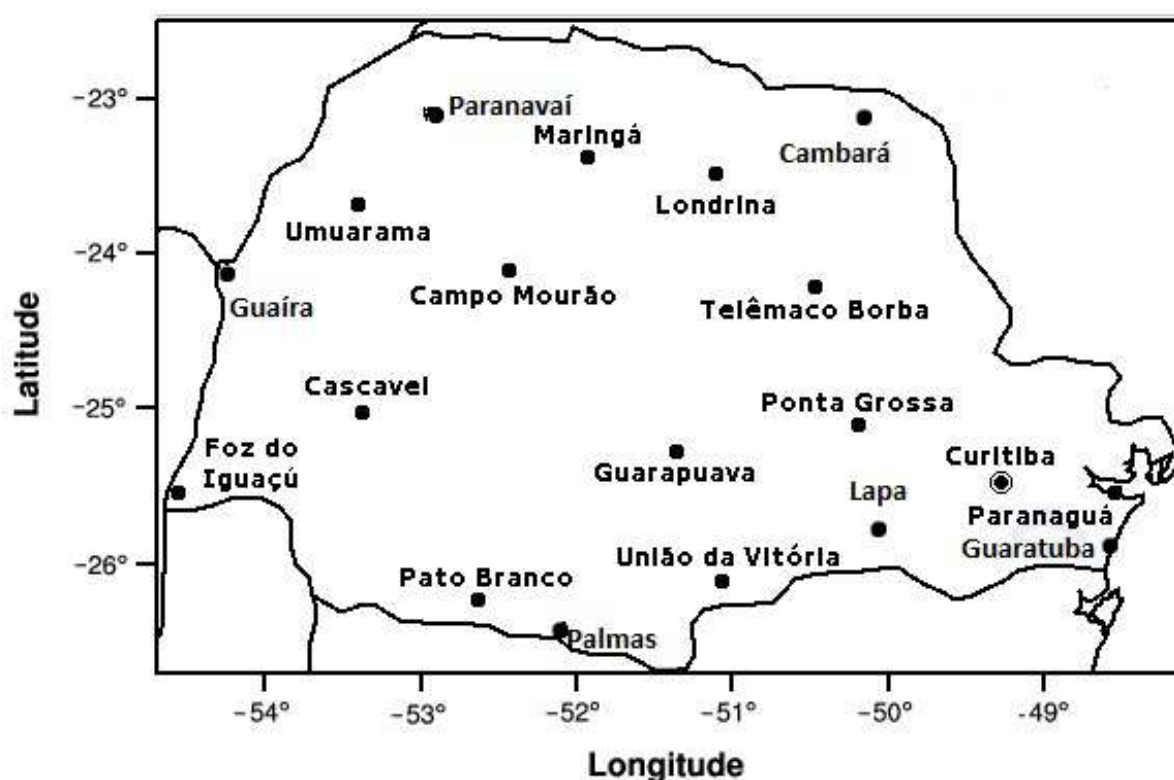 -23°
Paranavaí
Maringá
Cambará
Londrina
Umuarama
-24°
Guaíra
Campo Mourão
Telêmaco Borba
Latitude
Cascavel
-25°
Ponta Grossa
Foz do
Iguaçú
Guarapuava
Curitiba
Lapa
Paranaguá
Guaratuba
União da Vitória
-26°
Pato Branco
Palmas
-54°
-53°
-52°
-51°
-50°
-49°
Longitude